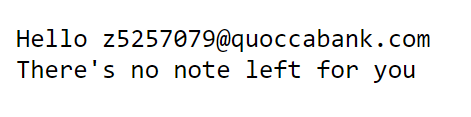 Hello z5257079@quoccabank.com
There's no note left for you